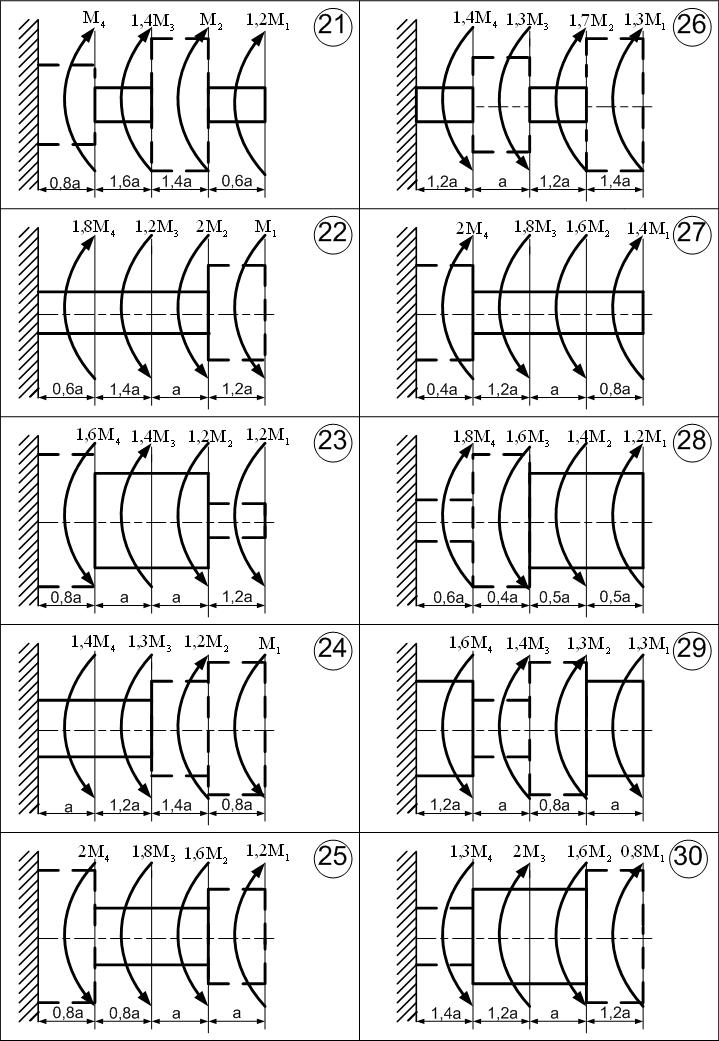 M4 1,4M3 M2 1,2M1 21
0,8a 1,6a 1,4a 0,6a
1,4M4 1,3M3 1,7M2 1,3M1 26
1,2a a 1,2a 1,4a
1,8M4 1,2M3 2M2 M1 22
0,6a 1,4a a 1,2a
2M4 1,8M3 1,6M2 1,4M1 27
0,4a 1,2a a 0,8a
1,6M4 1,4M3 1,2M2 1,2M1 23
0,8a a a 1,2a
1,8M4 1,6M3 1,4M2 1,2M1 28
0,6a 0,4a 0,5a 0,5a
1,4M4 1,3M3 1,2M2 M1 24
a 1,2a 1,4a 0,8a
1,6M4 1,4M3 1,3M2 1,3M1 29
1,2a a 0,8a a
2M4 1,8M3 1,6M2 1,2M1 25
0,8a 0,8a a a
1,3M4 2M3 1,6M2 0,8M1 30
1,4a 1,2a a 1,2a